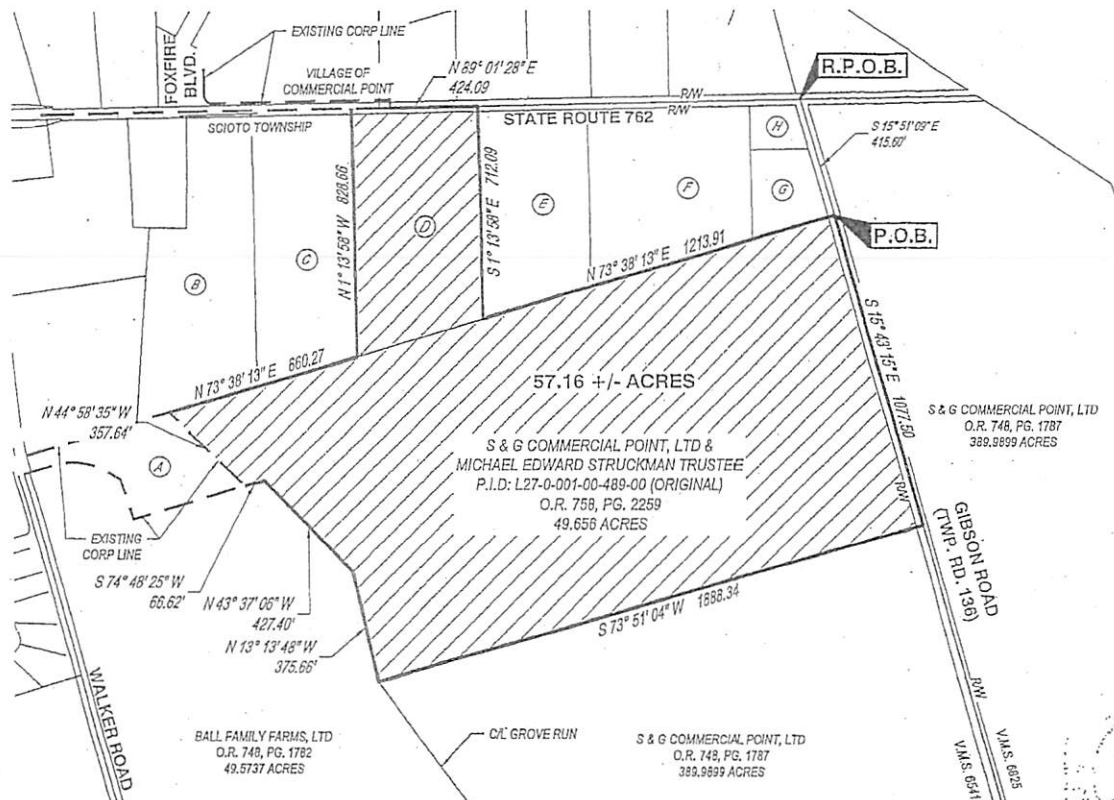 FOXFIRE
BLVD.
EXISTING CORP LINE
VILLAGE OF
COMMERCIAL POINT
N 89° 01' 28" E
424.09
R.P.O.B.
R/W
STATE ROUTE 762
R/W
SCIOTO TOWNSHIP
H
S 15° 51' 09" E
415.60'
N 1° 13' 58" W 828.66
S 1° 13' 58" E 712.09
D
E
F
G
P.O.B.
C
B
N 73° 38' 13" E 1213.91
S 15° 43' 15" E 1077.50
N 73° 38' 13" E 660.27
57.16 +/- ACRES
N 44° 58' 35" W
357.64'
S & G COMMERCIAL POINT, LTD
O.R. 748, PG. 1787
389.9899 ACRES
S & G COMMERCIAL POINT, LTD &
MICHAEL EDWARD STRUCKMAN TRUSTEE
P.I.D: L27-0-001-00-489-00 (ORIGINAL)
O.R. 758, PG. 2259
49.656 ACRES
A
R/W
EXISTING
CORP LINE
GIBSON ROAD
(TWP. RD. 136)
S 74° 48' 25" W
66.62'
N 43° 37' 06" W
427.40'
S 73° 51' 04" W 1888.34
N 13° 13' 48" W
375.66'
WALKER ROAD
R/W
BALL FAMILY FARMS, LTD
O.R. 748, PG. 1782
49.5737 ACRES
C/L GROVE RUN
S & G COMMERCIAL POINT, LTD
O.R. 748, PG. 1787
389.9899 ACRES
V.M.S. 6541
V.M.S. 6625